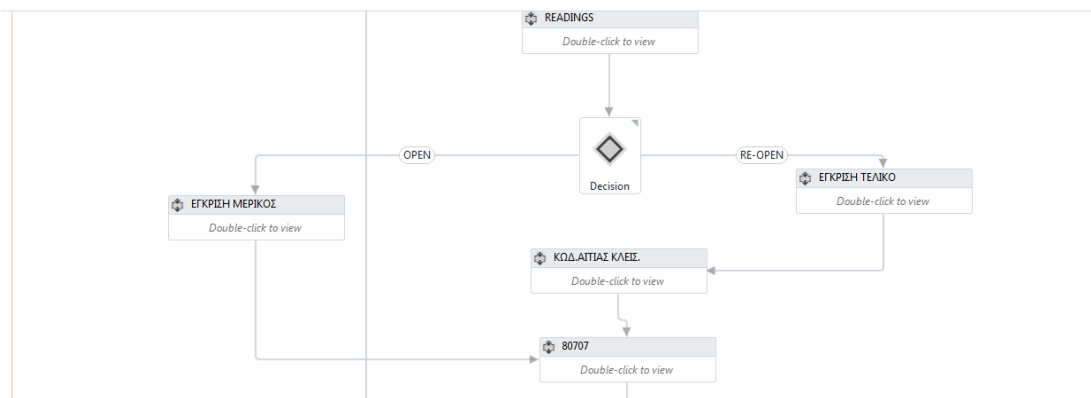 READINGS
Double-click to view
OPEN
RE-OPEN
Decision
ΕΓΚΡΙΣΗ ΤΕΛΙΚΟ
Double-click to view
ΕΓΚΡΙΣΗ ΜΕΡΙΚΟΣ
Double-click to view
ΚΩΔ.ΑΙΤΙΑΣ ΚΛΕΙΣ.
Double-click to view
80707
Double-click to view